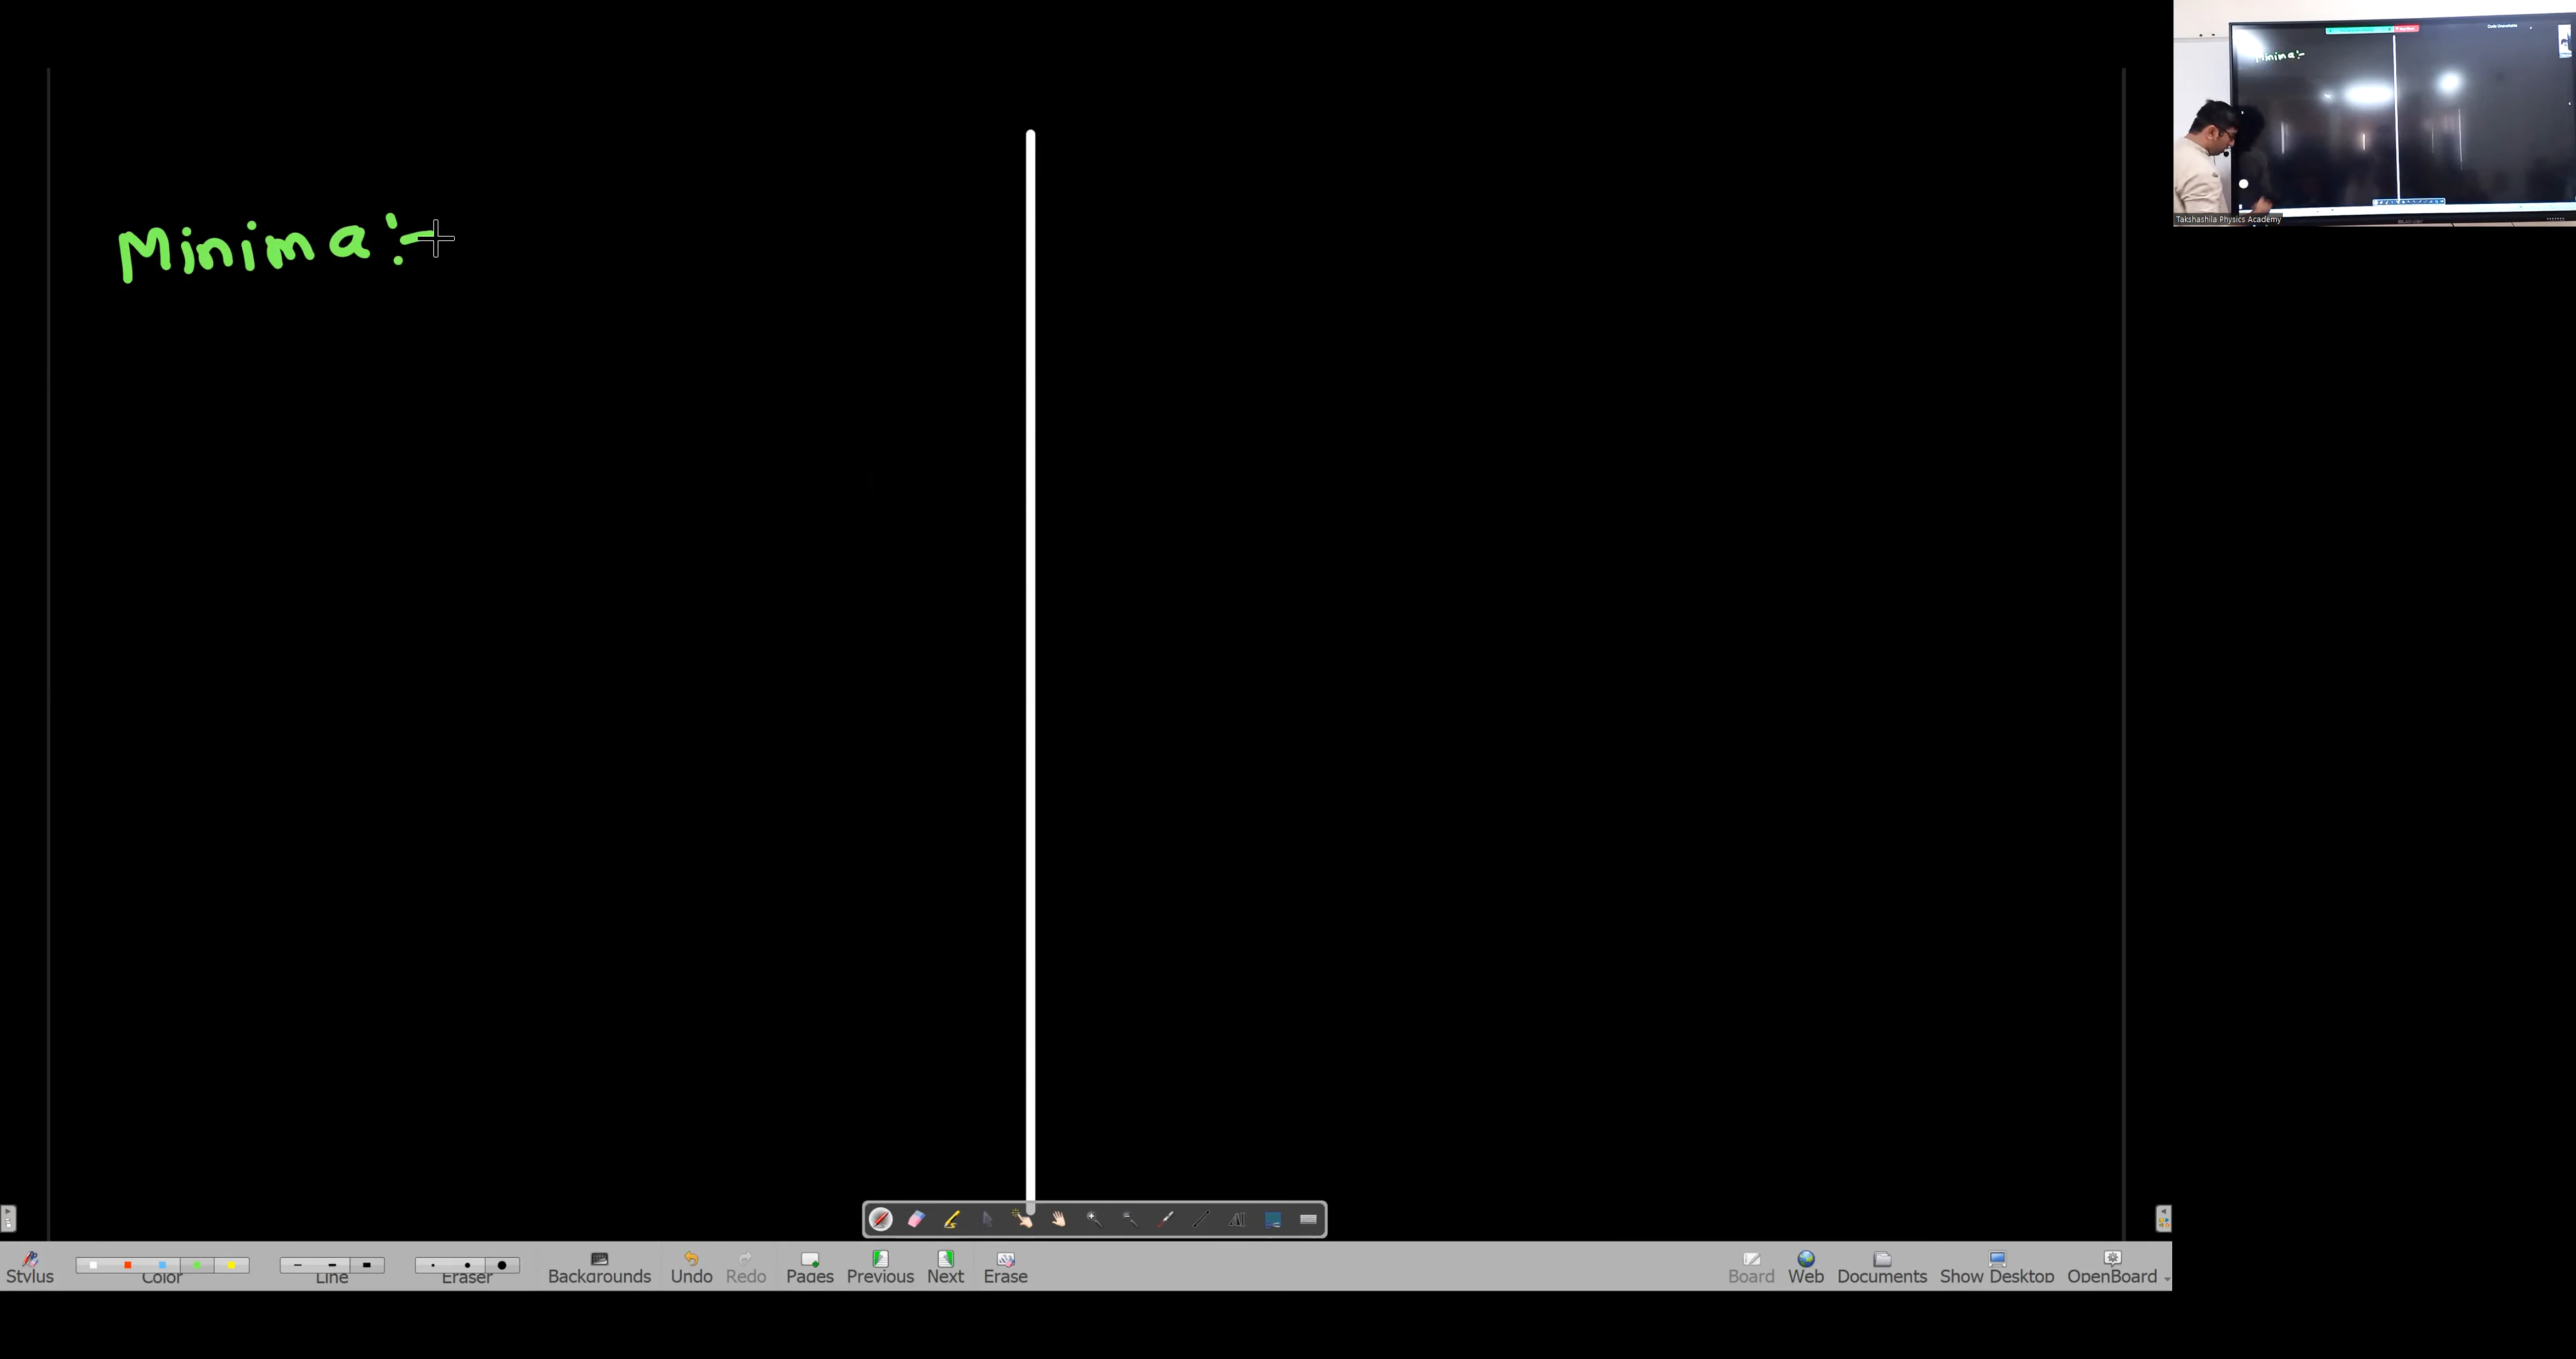 Minima:-
Takshashila Physics Academy
Stylus
Color
Line
Eraser
Backgrounds
Undo
Redo
Pages
Previous
Next
Erase
Board
Web
Documents
Show Desktop
OpenBoard